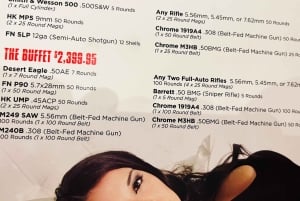 Smith & Wesson 500 .500S&W 5 Rounds
(1 x Full Cylinder)
HK MP5 9mm 50 Rounds
(2 x 25 Round Mags)
FN SLP 12ga (Semi-Auto Shotgun) 12 Shells
THE BUFFET $2,399.95
Desert Eagle .50AE 7 Rounds
(1 x 7 Round Mag)
FN P90 5.7x28mm 50 Rounds
(1 x 50 Round Mag)
HK UMP .45ACP 50 Rounds
(2 x 25 Round Mags)
M249 SAW 5.56mm (Belt-Fed Machine Gun)
100 Rounds (1 x 100 Round Belt)
M240B .308 (Belt-Fed Machine Gun)
100 Rounds (1 x 100 Round Belt)
Any Rifle 5.56mm, 5.45mm, or 7.62mm 50 Rounds
(2 x 25 Round Mags)
Chrome 1919A4 .308 (Belt-Fed Machine Gun)
(1 x 100 Round Belt)
Chrome M3HB .50BMG (Belt-Fed Machine Gun)
(1 x 25 Round Belt)
Any Two Full-Auto Rifles 5.56mm, 5.45mm or 7.62
100 Rounds
Barrett .50 BMG (Sniper Rifle) 5 Rounds
(1 x 5 Round Mag)
Chrome 1919A4 .308 (Belt-Fed Machine Gun) 100
(1 x 100 Round Belt)
Chrome M3HB .50BMG (Belt-Fed Machine Gun)
(1 x 50 Round Belt)